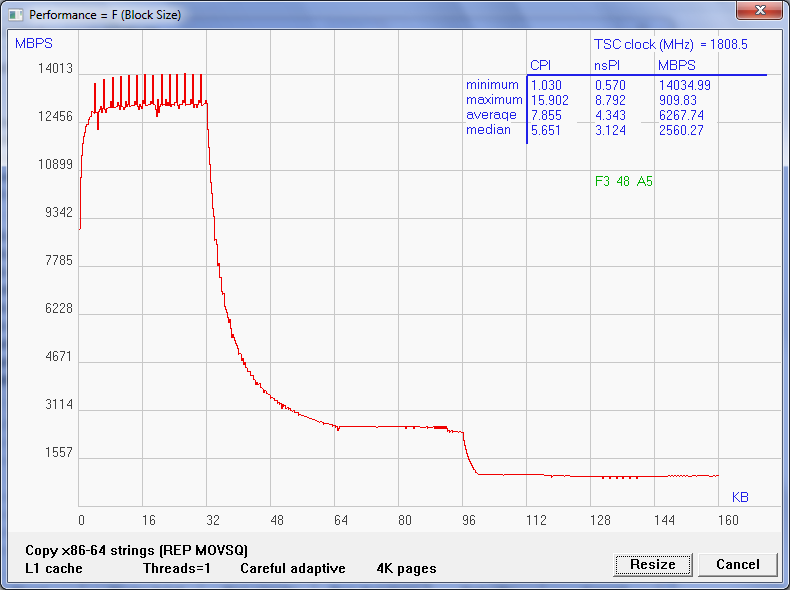 Performance = F (Block Size)
MBPS
TSC clock (MHz) = 1808.5
CPI nsPI MBPS
minimum 1.030 0.570 14034.99
maximum 15.902 8.792 909.83
average 7.855 4.343 6267.74
median 5.651 3.124 2560.27
F3 48 A5
14013
12456
10899
9342
7785
6228
4671
3114
1557
KB
0 16 32 48 64 80 96 112 128 144 160
Copy x86-64 strings (REP MOVSQ)
L1 cache Threads=1 Careful adaptive 4K pages
Resize Cancel